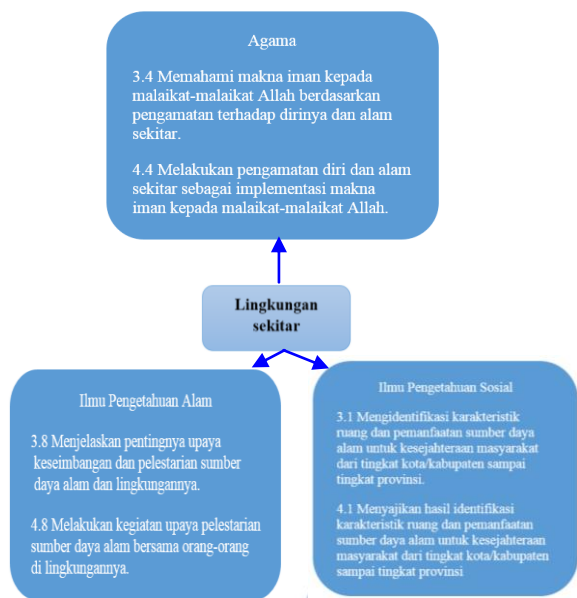 Agama
3.4 Memahami makna iman kepada
malaikat-malaikat Allah berdasarkan
pengamatan terhadap dirinya dan alam
sekitar.
4.4 Melakukan pengamatan diri dan alam
sekitar sebagai implementasi makna
iman kepada malaikat-malaikat Allah.
Lingkungan
sekitar
Ilmu Pengetahuan Alam
3.8 Menjelaskan pentingnya upaya
keseimbangan dan pelestarian sumber
daya alam dan lingkungannya.
4.8 Melakukan kegiatan upaya pelestarian
sumber daya alam bersama orang-orang
di lingkungannya.
Ilmu Pengetahuan Sosial
3.1 Mengidentifikasi karakteristik
ruang dan pemanfaatan sumber daya
alam untuk kesejahteraan masyarakat
dari tingkat kota/kabupaten sampai
tingkat provinsi.
4.1 Menyajikan hasil identifikasi
karakteristik ruang dan pemanfaatan
sumber daya alam untuk kesejahteraan
masyarakat dari tingkat kota/kabupaten
sampai tingkat provinsi